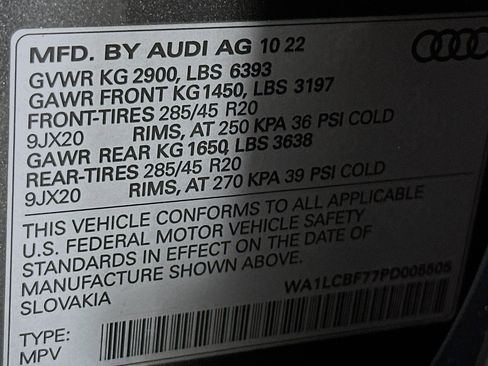 MFD. BY AUDI AG 10 22
GVWR KG 2900, LBS 6393
GAWR FRONT KG 1450, LBS 3197
FRONT-TIRES 285/45 R20
9JX20 RIMS, AT 250 KPA 36 PSI COLD
GAWR REAR KG 1650, LBS 3638
REAR-TIRES 285/45 R20
9JX20 RIMS, AT 270 KPA 39 PSI COLD
THIS VEHICLE CONFORMS TO ALL APPLICABLE
U.S. FEDERAL MOTOR VEHICLE SAFETY
STANDARDS IN EFFECT ON THE DATE OF
MANUFACTURE SHOWN ABOVE.
SLOVAKIA
WA1LCBF77PD005505
TYPE:
MPV